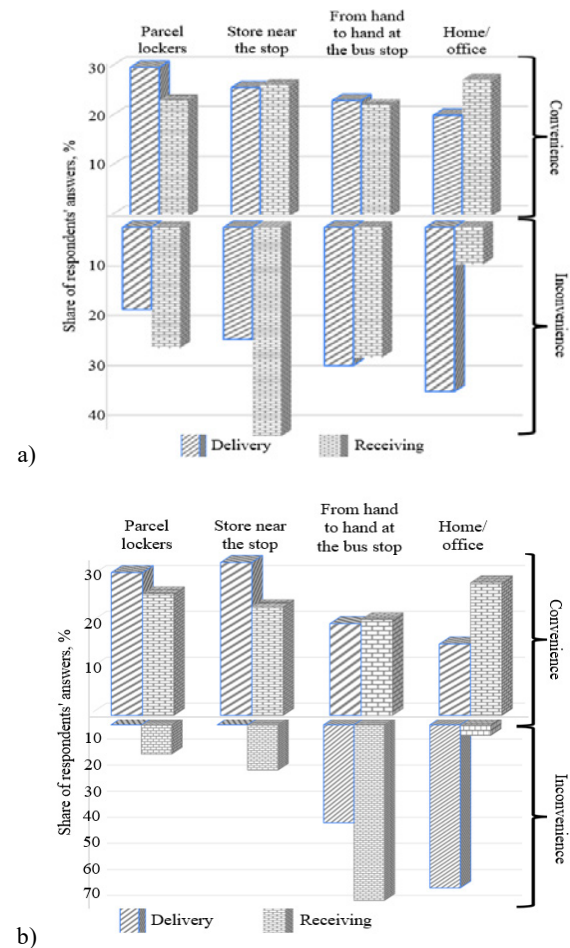 Parcel lockers
Store near the stop
From hand to hand at the bus stop
Home/ office
Share of respondents' answers, %
30
20
10
10
20
30
40
Convenience
Inconvenience
Delivery
Receiving
a)
Parcel lockers
Store near the stop
From hand to hand at the bus stop
Home/ office
Share of respondents' answers, %
30
20
10
10
20
30
40
50
60
70
Convenience
Inconvenience
Delivery
Receiving
b)